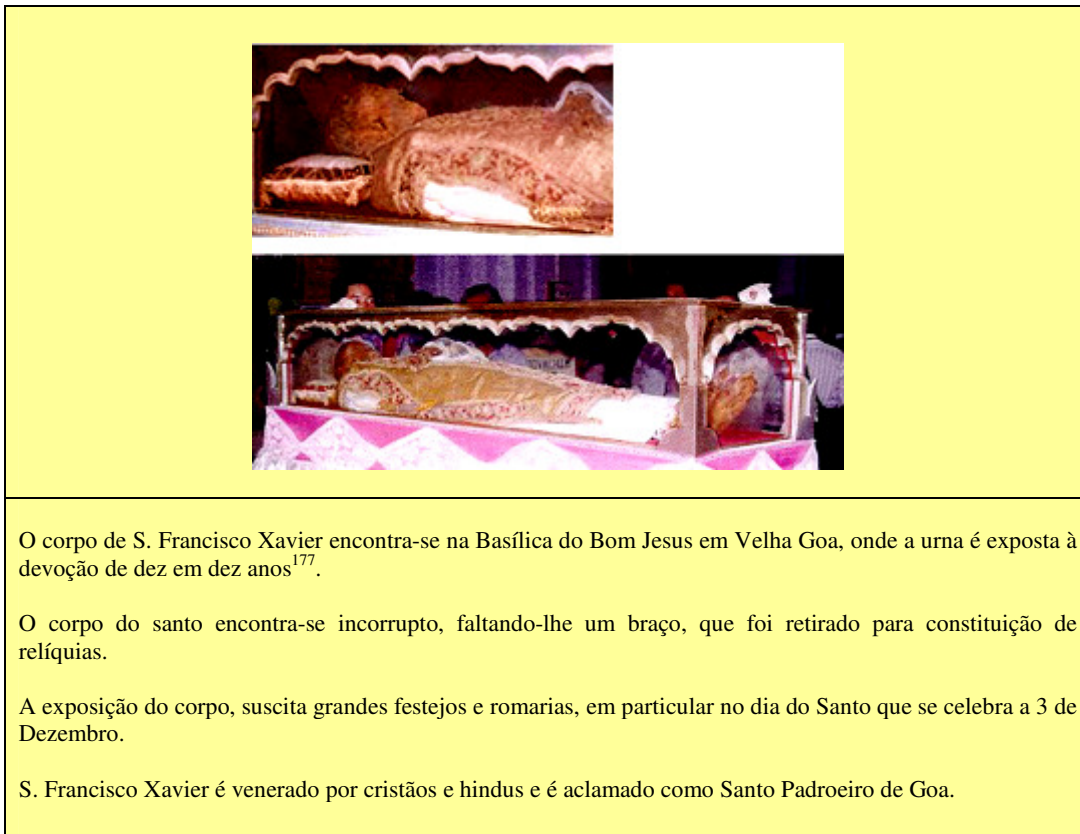 O corpo de S. Francisco Xavier encontra-se na Basílica do Bom Jesus em Velha Goa, onde a urna é exposta à
devoção de dez em dez anos177.
O corpo do santo encontra-se incorrupto, faltando-lhe um braço, que foi retirado para constituição de
relíquias.
A exposição do corpo, suscita grandes festejos e romarias, em particular no dia do Santo que se celebra a 3 de
Dezembro.
S. Francisco Xavier é venerado por cristãos e hindus e é aclamado como Santo Padroeiro de Goa.